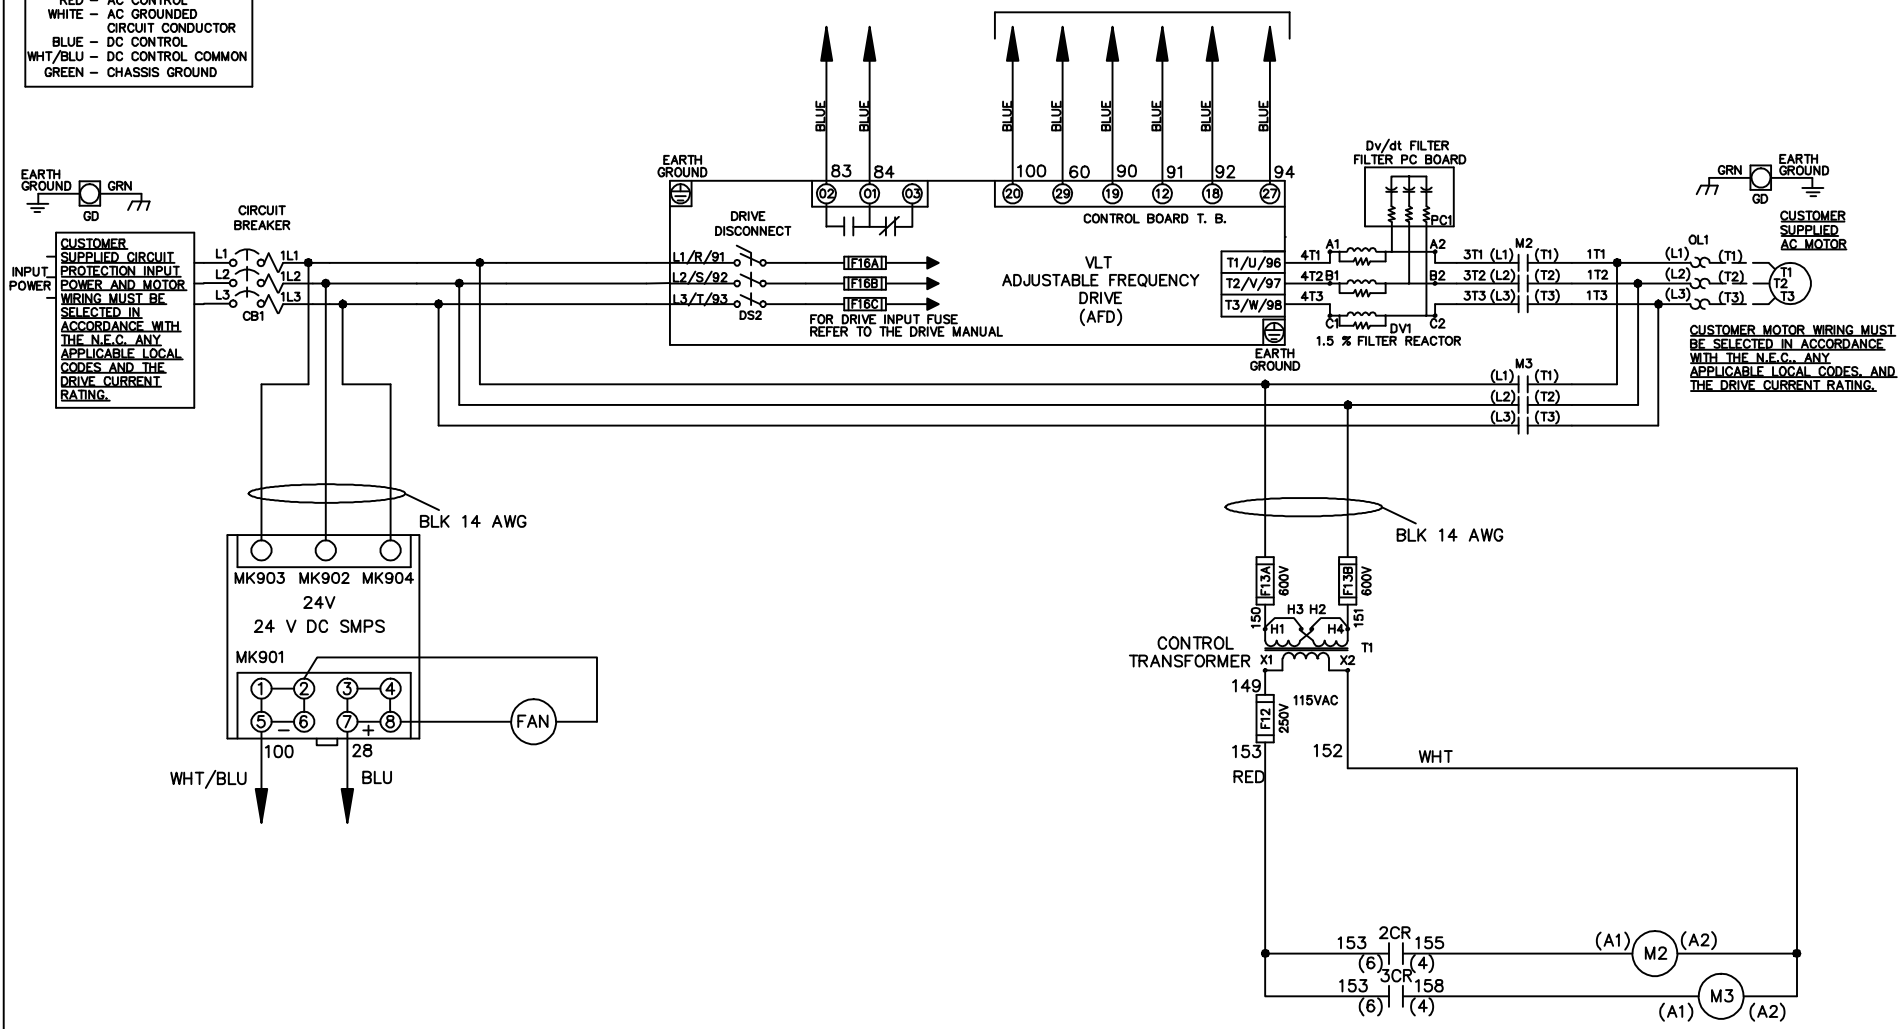 RED – AC CONTROL
WHITE – AC GROUNDED
CIRCUIT CONDUCTOR
BLUE – DC CONTROL
WHT/BLU – DC CONTROL COMMON
GREEN – CHASSIS GROUND
BLUE
BLUE
BLUE
BLUE
BLUE
BLUE
BLUE
BLUE
EARTH
GROUND
GRN
GD
CIRCUIT
BREAKER
INPUT
POWER
CUSTOMER
SUPPLIED CIRCUIT
PROTECTION INPUT
POWER AND MOTOR
WIRING MUST BE
SELECTED IN
ACCORDANCE WITH
THE N.E.C. ANY
APPLICABLE LOCAL
CODES AND THE
DRIVE CURRENT
RATING.
L1 1L1
L2 1L2
L3 1L3
CB1
EARTH
GROUND
83 84
02 01 03
100 60 90 91 92 94
20 29 19 12 18 27
CONTROL BOARD T. B.
DRIVE
DISCONNECT
L1/R/91
L2/S/92
L3/T/93
DS2
F16A
F16B
F16C
FOR DRIVE INPUT FUSE
REFER TO THE DRIVE MANUAL
VLT
ADJUSTABLE FREQUENCY
DRIVE
(AFD)
T1/U/96
T2/V/97
T3/W/98
EARTH
GROUND
Dv/dt FILTER
FILTER PC BOARD
PC1
4T1 A1 A2
4T2 B1 B2
4T3 C1 C2
DV1
1.5 % FILTER REACTOR
M2
3T1 (L1) (T1) 1T1
3T2 (L2) (T2) 1T2
3T3 (L3) (T3) 1T3
OL1
(L1) (T1)
(L2) (T2)
(L3) (T3)
T1
T2
T3
GRN
GD
EARTH
GROUND
CUSTOMER
SUPPLIED
AC MOTOR
CUSTOMER MOTOR WIRING MUST
BE SELECTED IN ACCORDANCE
WITH THE N.E.C., ANY
APPLICABLE LOCAL CODES, AND
THE DRIVE CURRENT RATING.
M3
(L1) (T1)
(L2) (T2)
(L3) (T3)
BLK 14 AWG
MK903 MK902 MK904
24V
24 V DC SMPS
MK901
1 2 3 4
5 – 6 7 + 8
FAN
100 28
WHT/BLU BLU
BLK 14 AWG
F13A
600V
F13B
600V
150
151
H3 H2
H1 H4
T1
CONTROL
TRANSFORMER
X1 X2
149
115VAC
F12
250V
153 152
RED
WHT
2CR
153 155
(6) (4)
(A1) M2 (A2)
3CR
153 158
(6) (4)
(A1) M3 (A2)